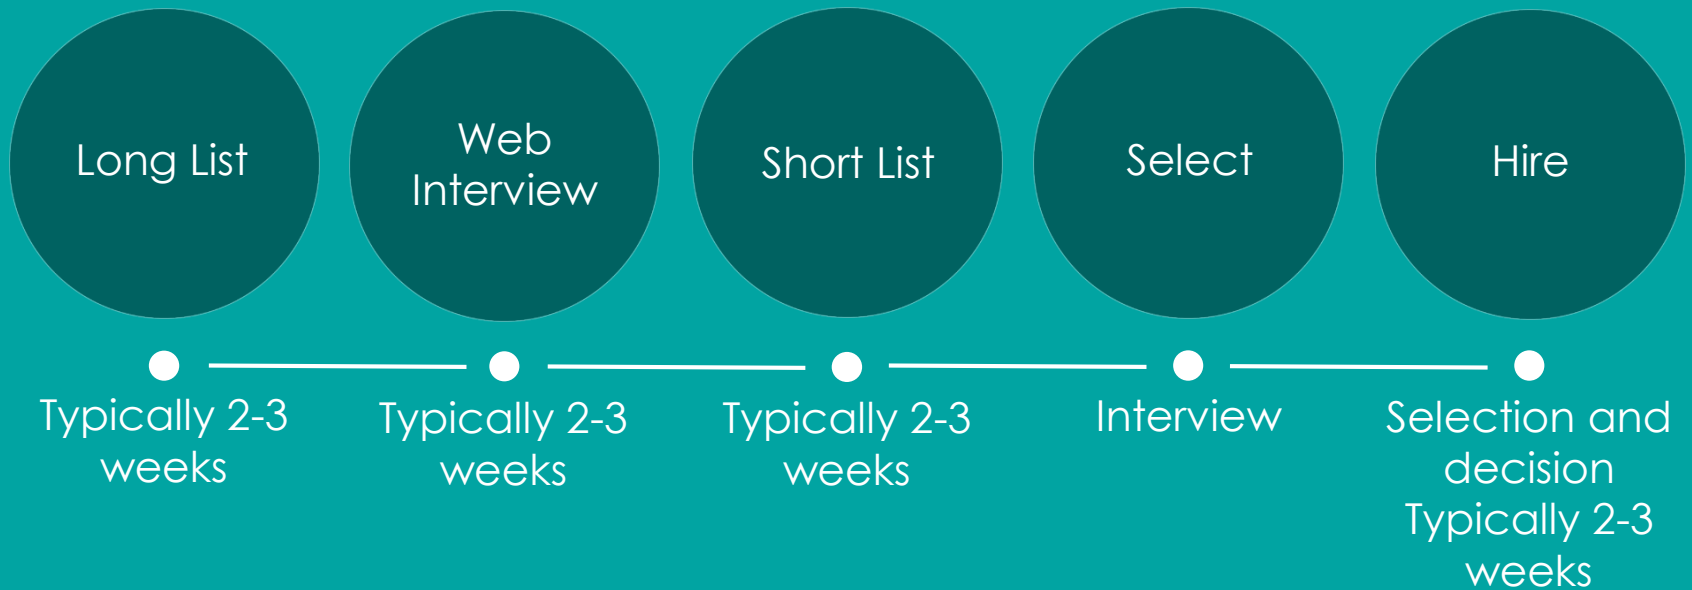 Long List
Web
Interview
Short List
Select
Hire
Typically 2-3
weeks
Typically 2-3
weeks
Typically 2-3
weeks
Interview
Selection and
decision
Typically 2-3
weeks